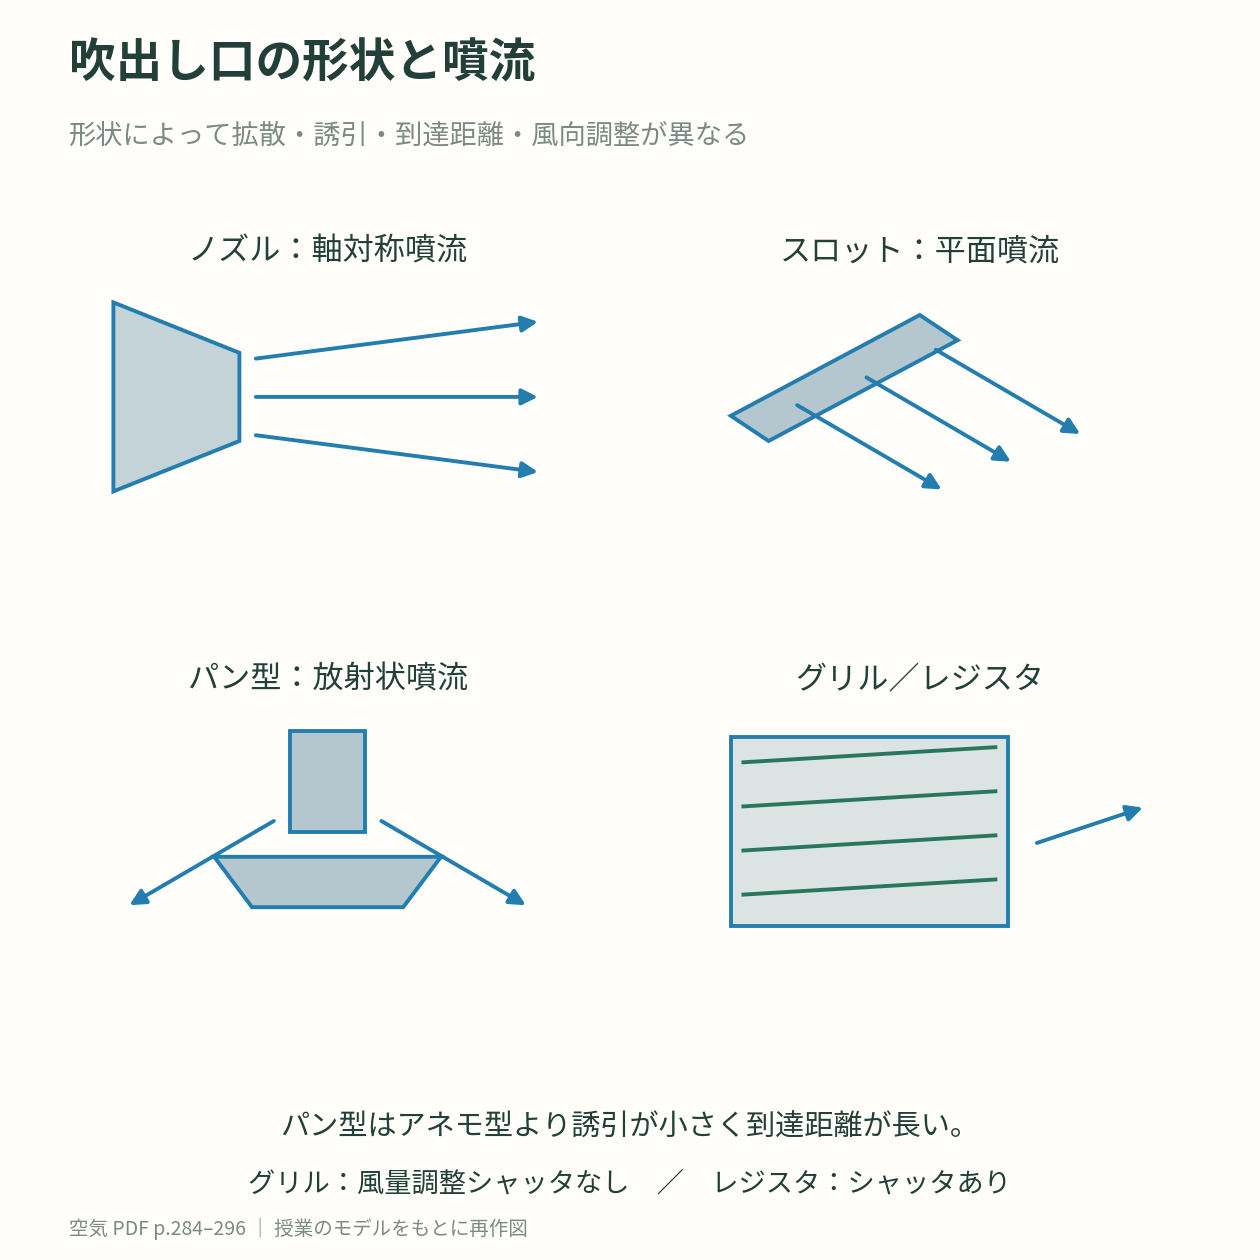 吹出し口の形状と噴流
形状によって拡散・誘引・到達距離・風向調整が異なる
ノズル：軸対称噴流
スロット：平面噴流
パン型：放射状噴流
グリル／レジスタ
パン型はアネモ型より誘引が小さく到達距離が長い。
グリル：風量調整シャッタなし　／　レジスタ：シャッタあり
空気 PDF p.284–296｜授業のモデルをもとに再作図